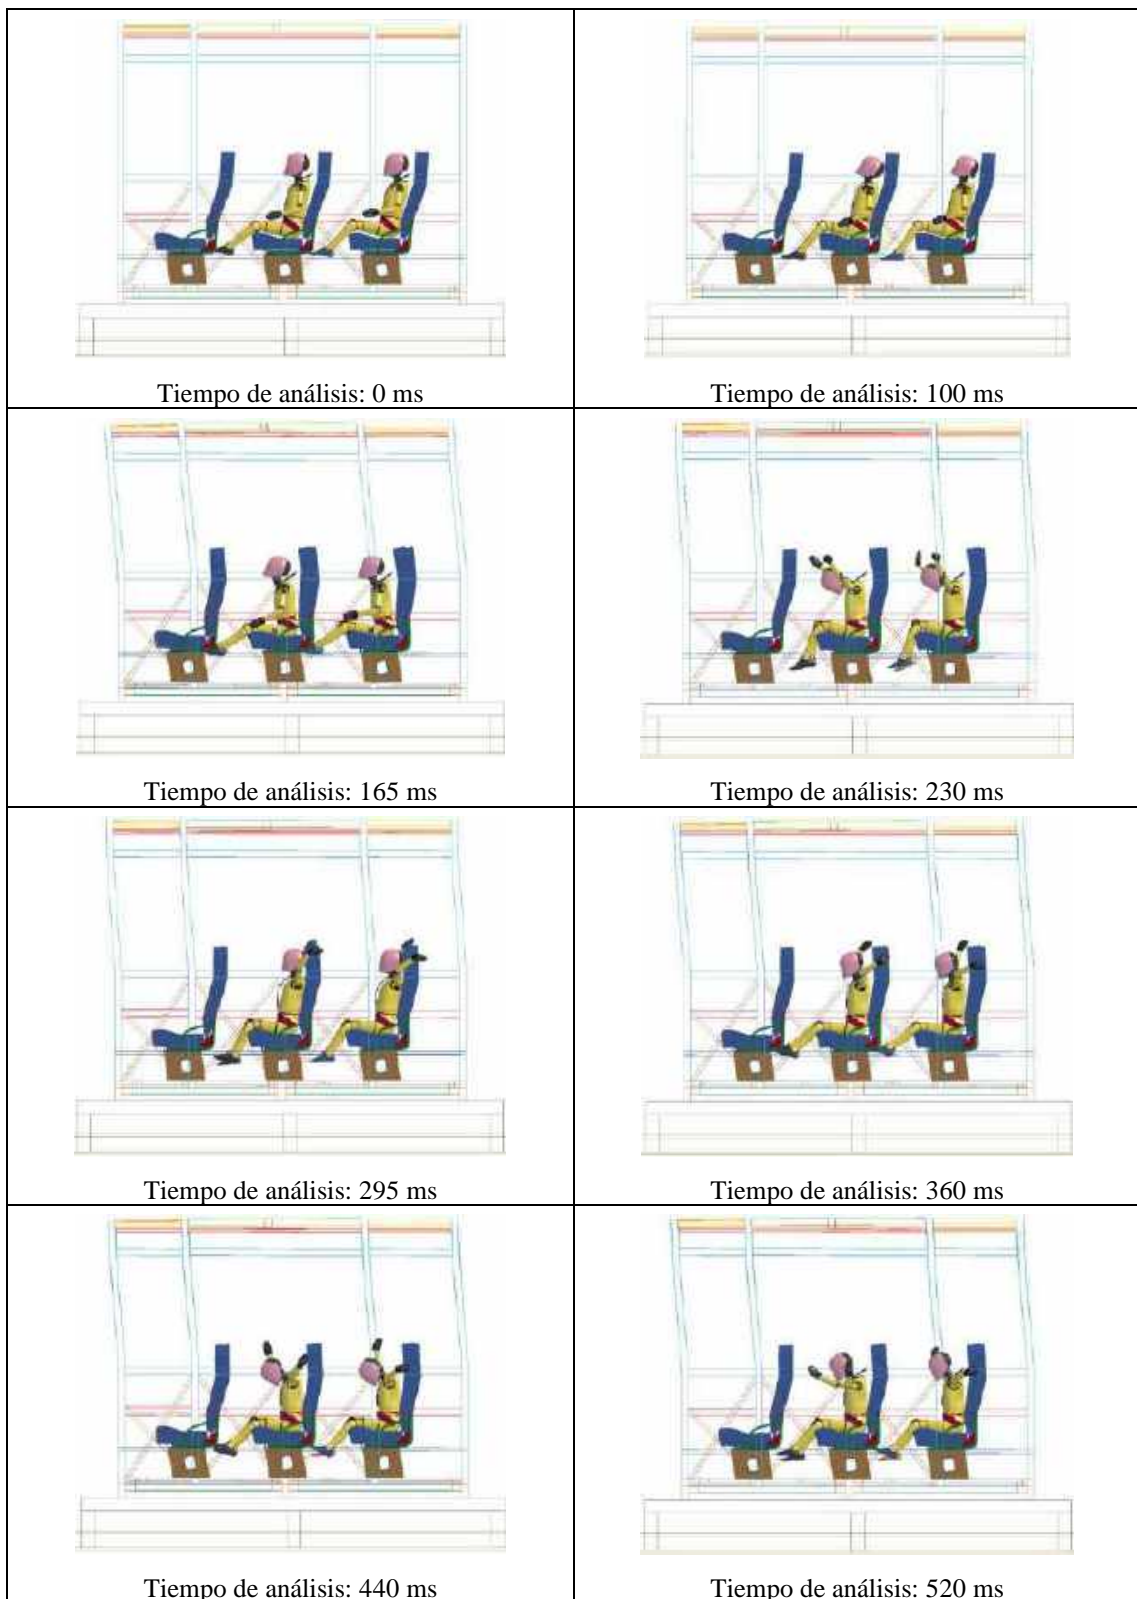 Tiempo de análisis: 0 ms
Tiempo de análisis: 100 ms
Tiempo de análisis: 165 ms
Tiempo de análisis: 230 ms
Tiempo de análisis: 295 ms
Tiempo de análisis: 360 ms
Tiempo de análisis: 440 ms
Tiempo de análisis: 520 ms